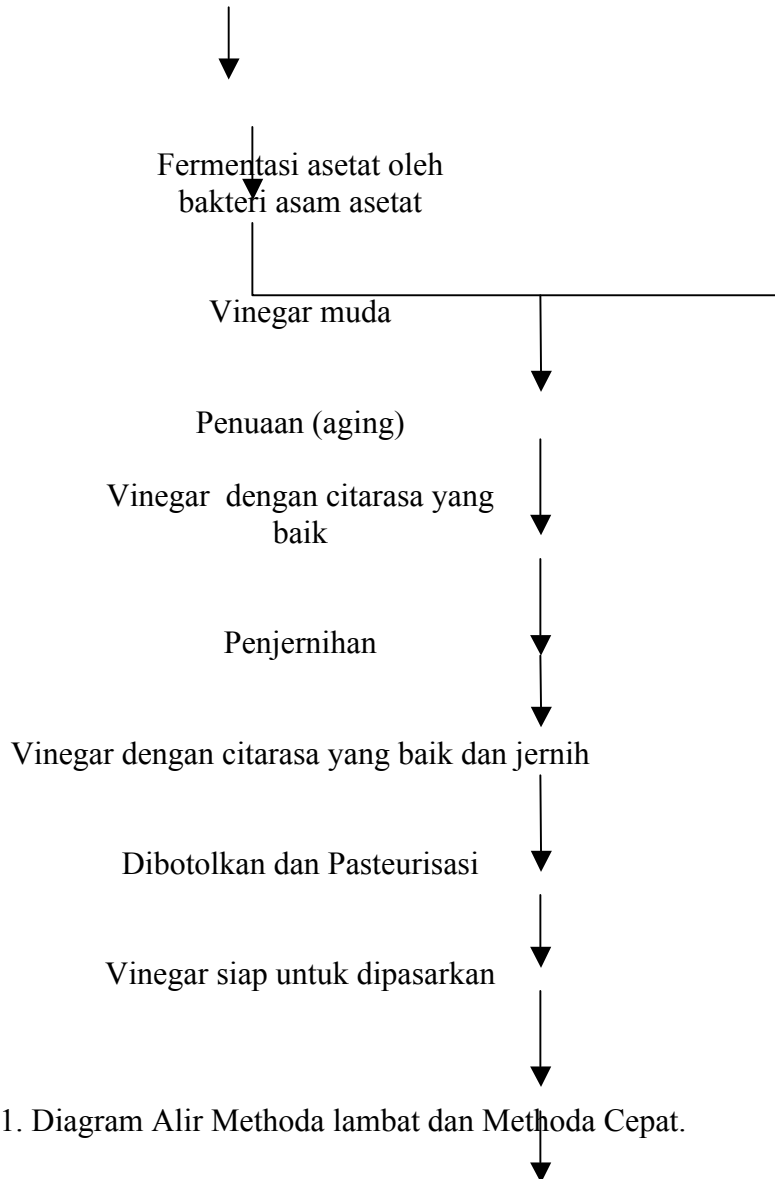 Fermentasi asetat oleh
bakteri asam asetat
Vinegar muda
Penuaan (aging)
Vinegar  dengan citarasa yang
baik
Penjernihan
Vinegar dengan citarasa yang baik dan jernih
Dibotolkan dan Pasteurisasi
Vinegar siap untuk dipasarkan
1. Diagram Alir Methoda lambat dan Methoda Cepat.